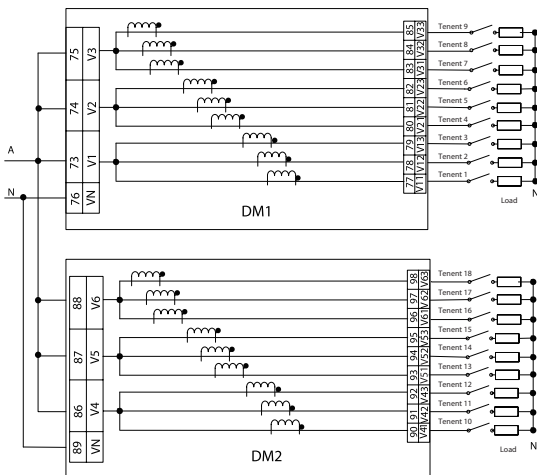 A
N
75 V3
74 V2
73 V1
76 VN
85 V33 Tenent 9
84 V32 Tenent 8
83 V31 Tenent 7
82 V23 Tenent 6
81 V22 Tenent 5
80 V21 Tenent 4
79 V13 Tenent 3
78 V12 Tenent 2
77 V11 Tenent 1
N
Load
DM1
88 V6
87 V5
86 V4
89 VN
98 V63 Tenent 18
97 V62 Tenent 17
96 V61 Tenent 16
95 V53 Tenent 15
94 V52 Tenent 14
93 V51 Tenent 13
92 V43 Tenent 12
91 V42 Tenent 11
90 V41 Tenent 10
N
Load
DM2